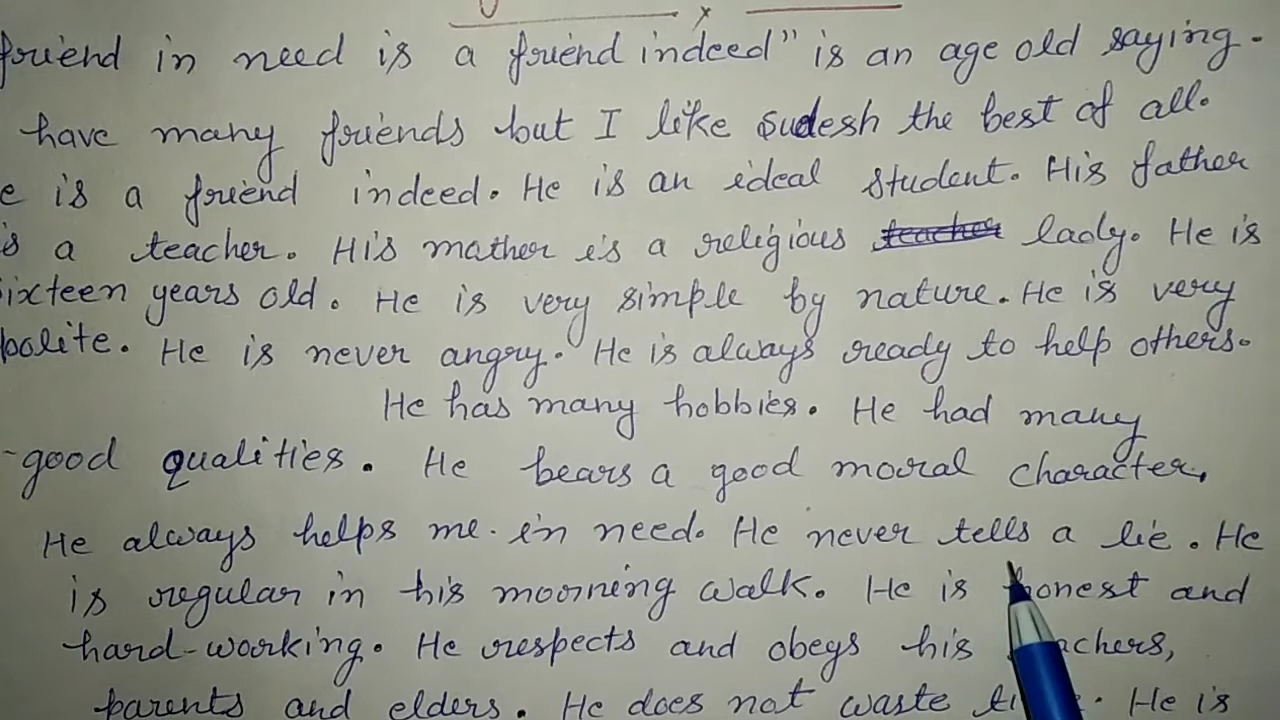 friend in need is a friend indeed" is an age old saying.
have many friends but I like Sudesh the best of all.
e is a friend indeed. He is an ideal student. His father
is a teacher. His mather is a religious teacher lady. He is
sixteen years old. He is very simple by nature. He is very
polite. He is never angry. He is always ready to help others.
He has many hobbies. He had many
-good qualities. He bears a good moral character.
He always helps me. in need. He never tells a lie. He
is regular in his morning walk. He is honest and
hard-working. He respects and obeys his teachers,
parents and elders. He does not waste time. He is